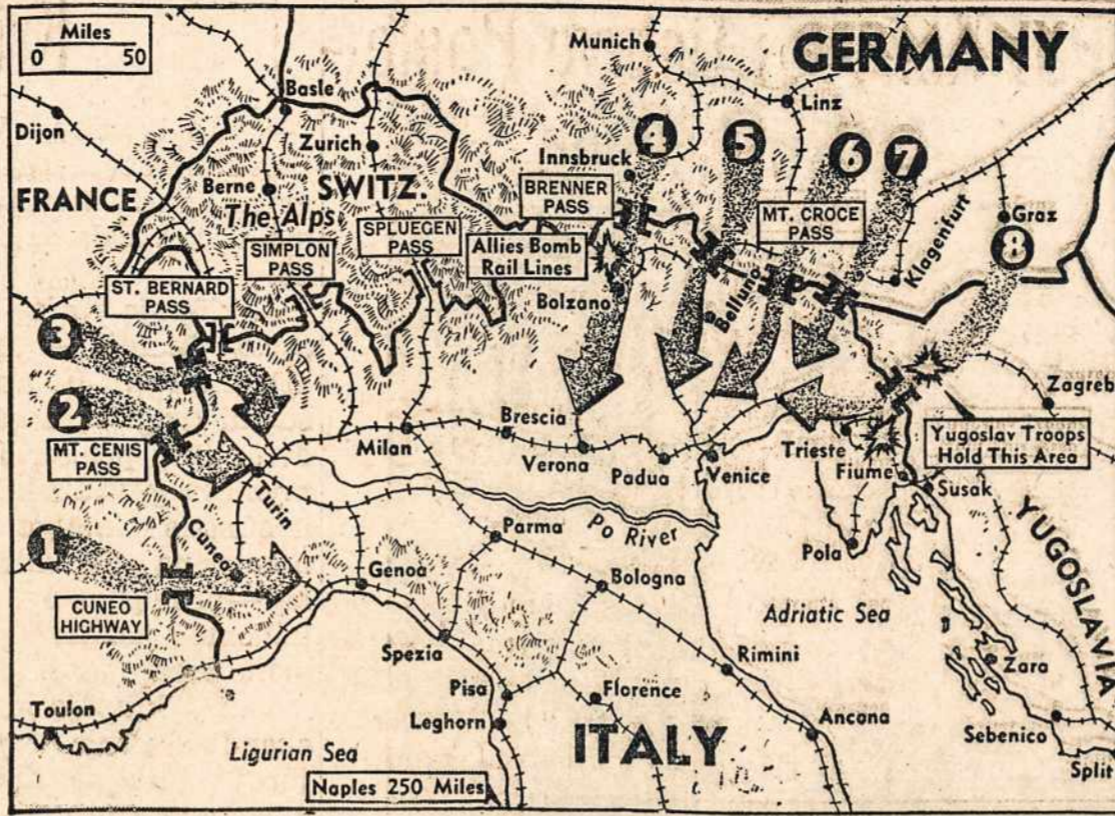 Miles
0 50
Munich
GERMANY
Basle
Linz
Dijon
Zurich
4
5
6
7
Innsbruck
FRANCE
Berne
SWITZ.
BRENNER
PASS
MT. CROCE
PASS
Graz
The Alps
SPLUEGEN
PASS
Allies Bomb
Rail Lines
SIMPLON
PASS
8
Klagenfurt
ST. BERNARD
PASS
Bolzano
Belluno
3
2
Zagreb
MT. CENIS
PASS
Milan
Brescia
Verona
Padua
Venice
Trieste
Fiume
Yugoslav Troops
Hold This Area
Susak
Turin
YUGOSLAVIA
Po River
Parma
Pola
1
Cuneo
Genoa
Bologna
CUNEO
HIGHWAY
Adriatic Sea
Spezia
Rimini
Zara
Pisa
Florence
Toulon
Leghorn
Ancona
ITALY
Sebenico
Ligurian Sea
Split
Naples 250 Miles